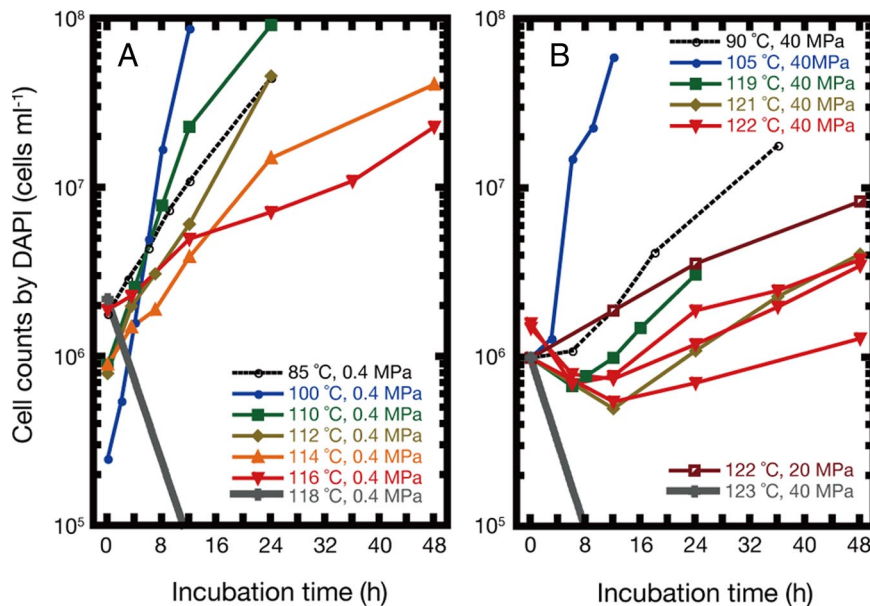 A
B
Cell counts by DAPI (cells ml⁻¹)
10⁸
10⁷
10⁶
10⁵
85 °C, 0.4 MPa
100 °C, 0.4 MPa
110 °C, 0.4 MPa
112 °C, 0.4 MPa
114 °C, 0.4 MPa
116 °C, 0.4 MPa
118 °C, 0.4 MPa
0 8 16 24 32 40 48
Incubation time (h)
10⁸
10⁷
10⁶
10⁵
90 °C, 40 MPa
105 °C, 40MPa
119 °C, 40 MPa
121 °C, 40 MPa
122 °C, 40 MPa
122 °C, 20 MPa
123 °C, 40 MPa
0 8 16 24 32 40 48
Incubation time (h)